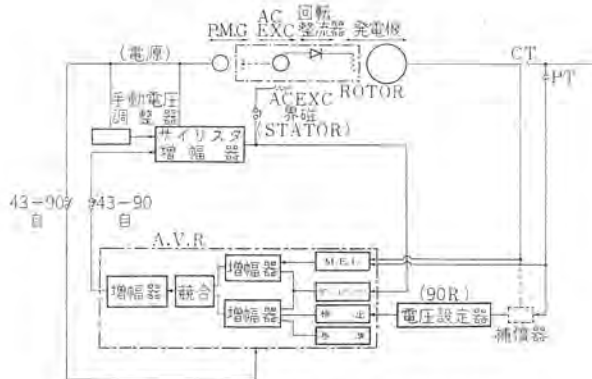 P.M.G
AC
EXC
回転
整流器
発電機
(電源)
CT
PT
ROTOR
手動電圧
調整器
ACEXC
界磁
(STATOR)
サイリスタ
増幅器
43-90
自
43-90
自
A.V.R
増幅器
M.E.L.
増幅器
統合
増幅器
検出
(90R)
電圧設定器
補償器